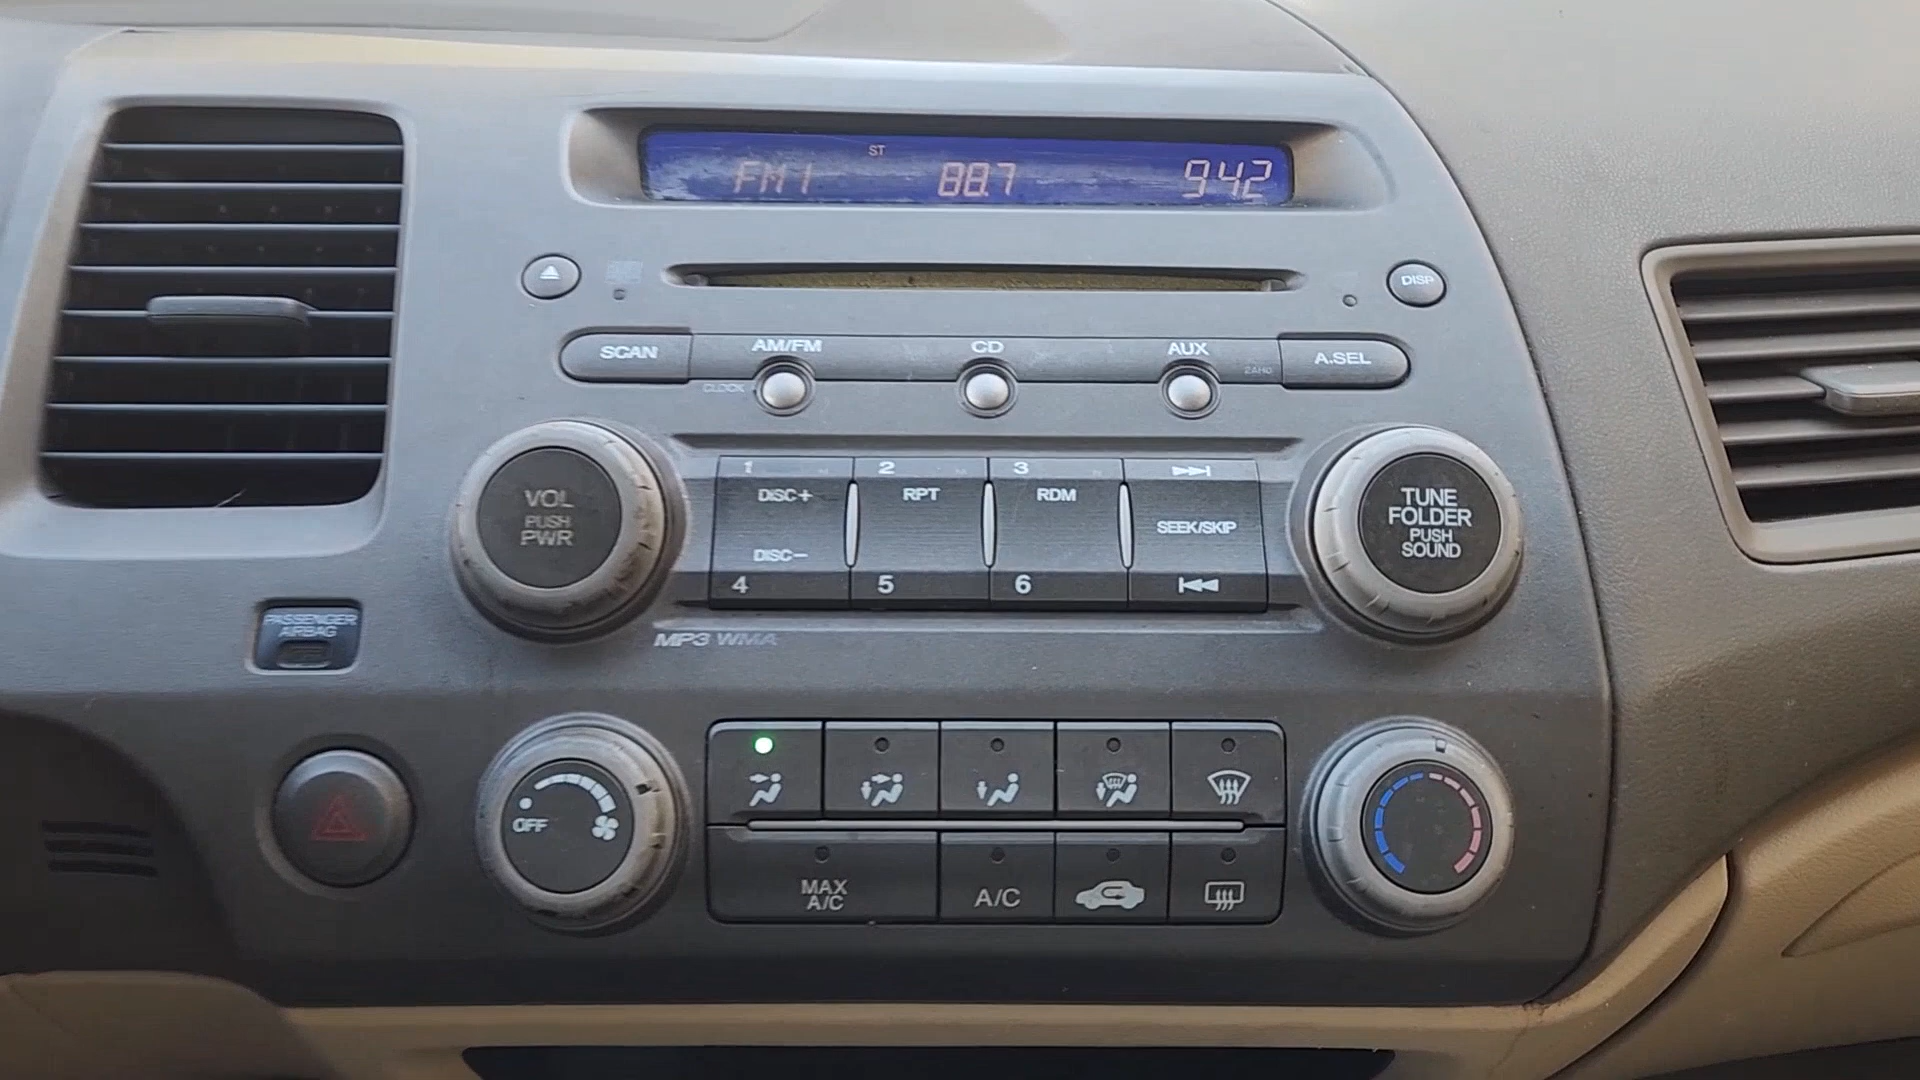 ST
FM1 88.7 9:42
DISP
SCAN AM/FM CD AUX A.SEL
CLOCK
1 2 3
DISC+ RPT RDM
SEEK/SKIP
DISC−
4 5 6
VOL
PUSH
PWR
TUNE
FOLDER
PUSH
SOUND
PASSENGER
AIRBAG
MP3 WMA
OFF
MAX
A/C
A/C